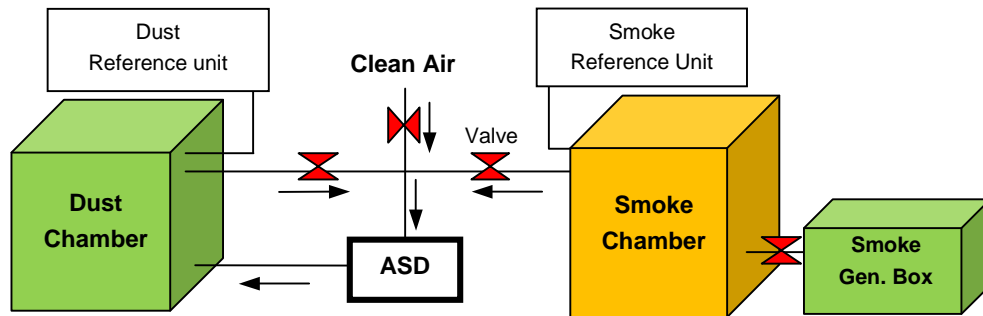 Dust
Reference unit
Smoke
Reference Unit
Clean Air
Valve
Dust
Chamber
Smoke
Chamber
ASD
Smoke
Gen. Box